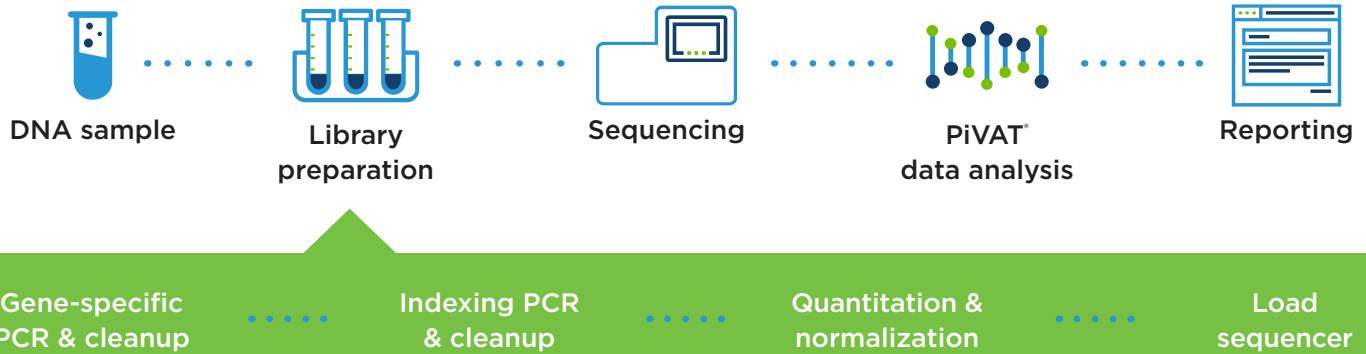 DNA sample
Library
preparation
Sequencing
PiVAT®
data analysis
Reporting
Gene-specific
PCR & cleanup
Indexing PCR
& cleanup
Quantitation &
normalization
Load
sequencer